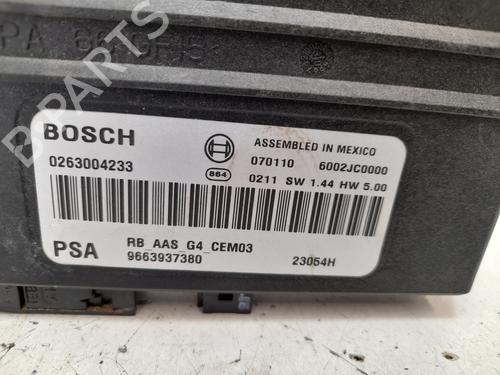 B-PARTS
BOSCH
ASSEMBLED IN MEXICO
0263004233
070110 6002JC0000
864
0211 SW 1.44 HW 5.00
PSA
RB_AAS_G4_CEM03
9663937380
23054H